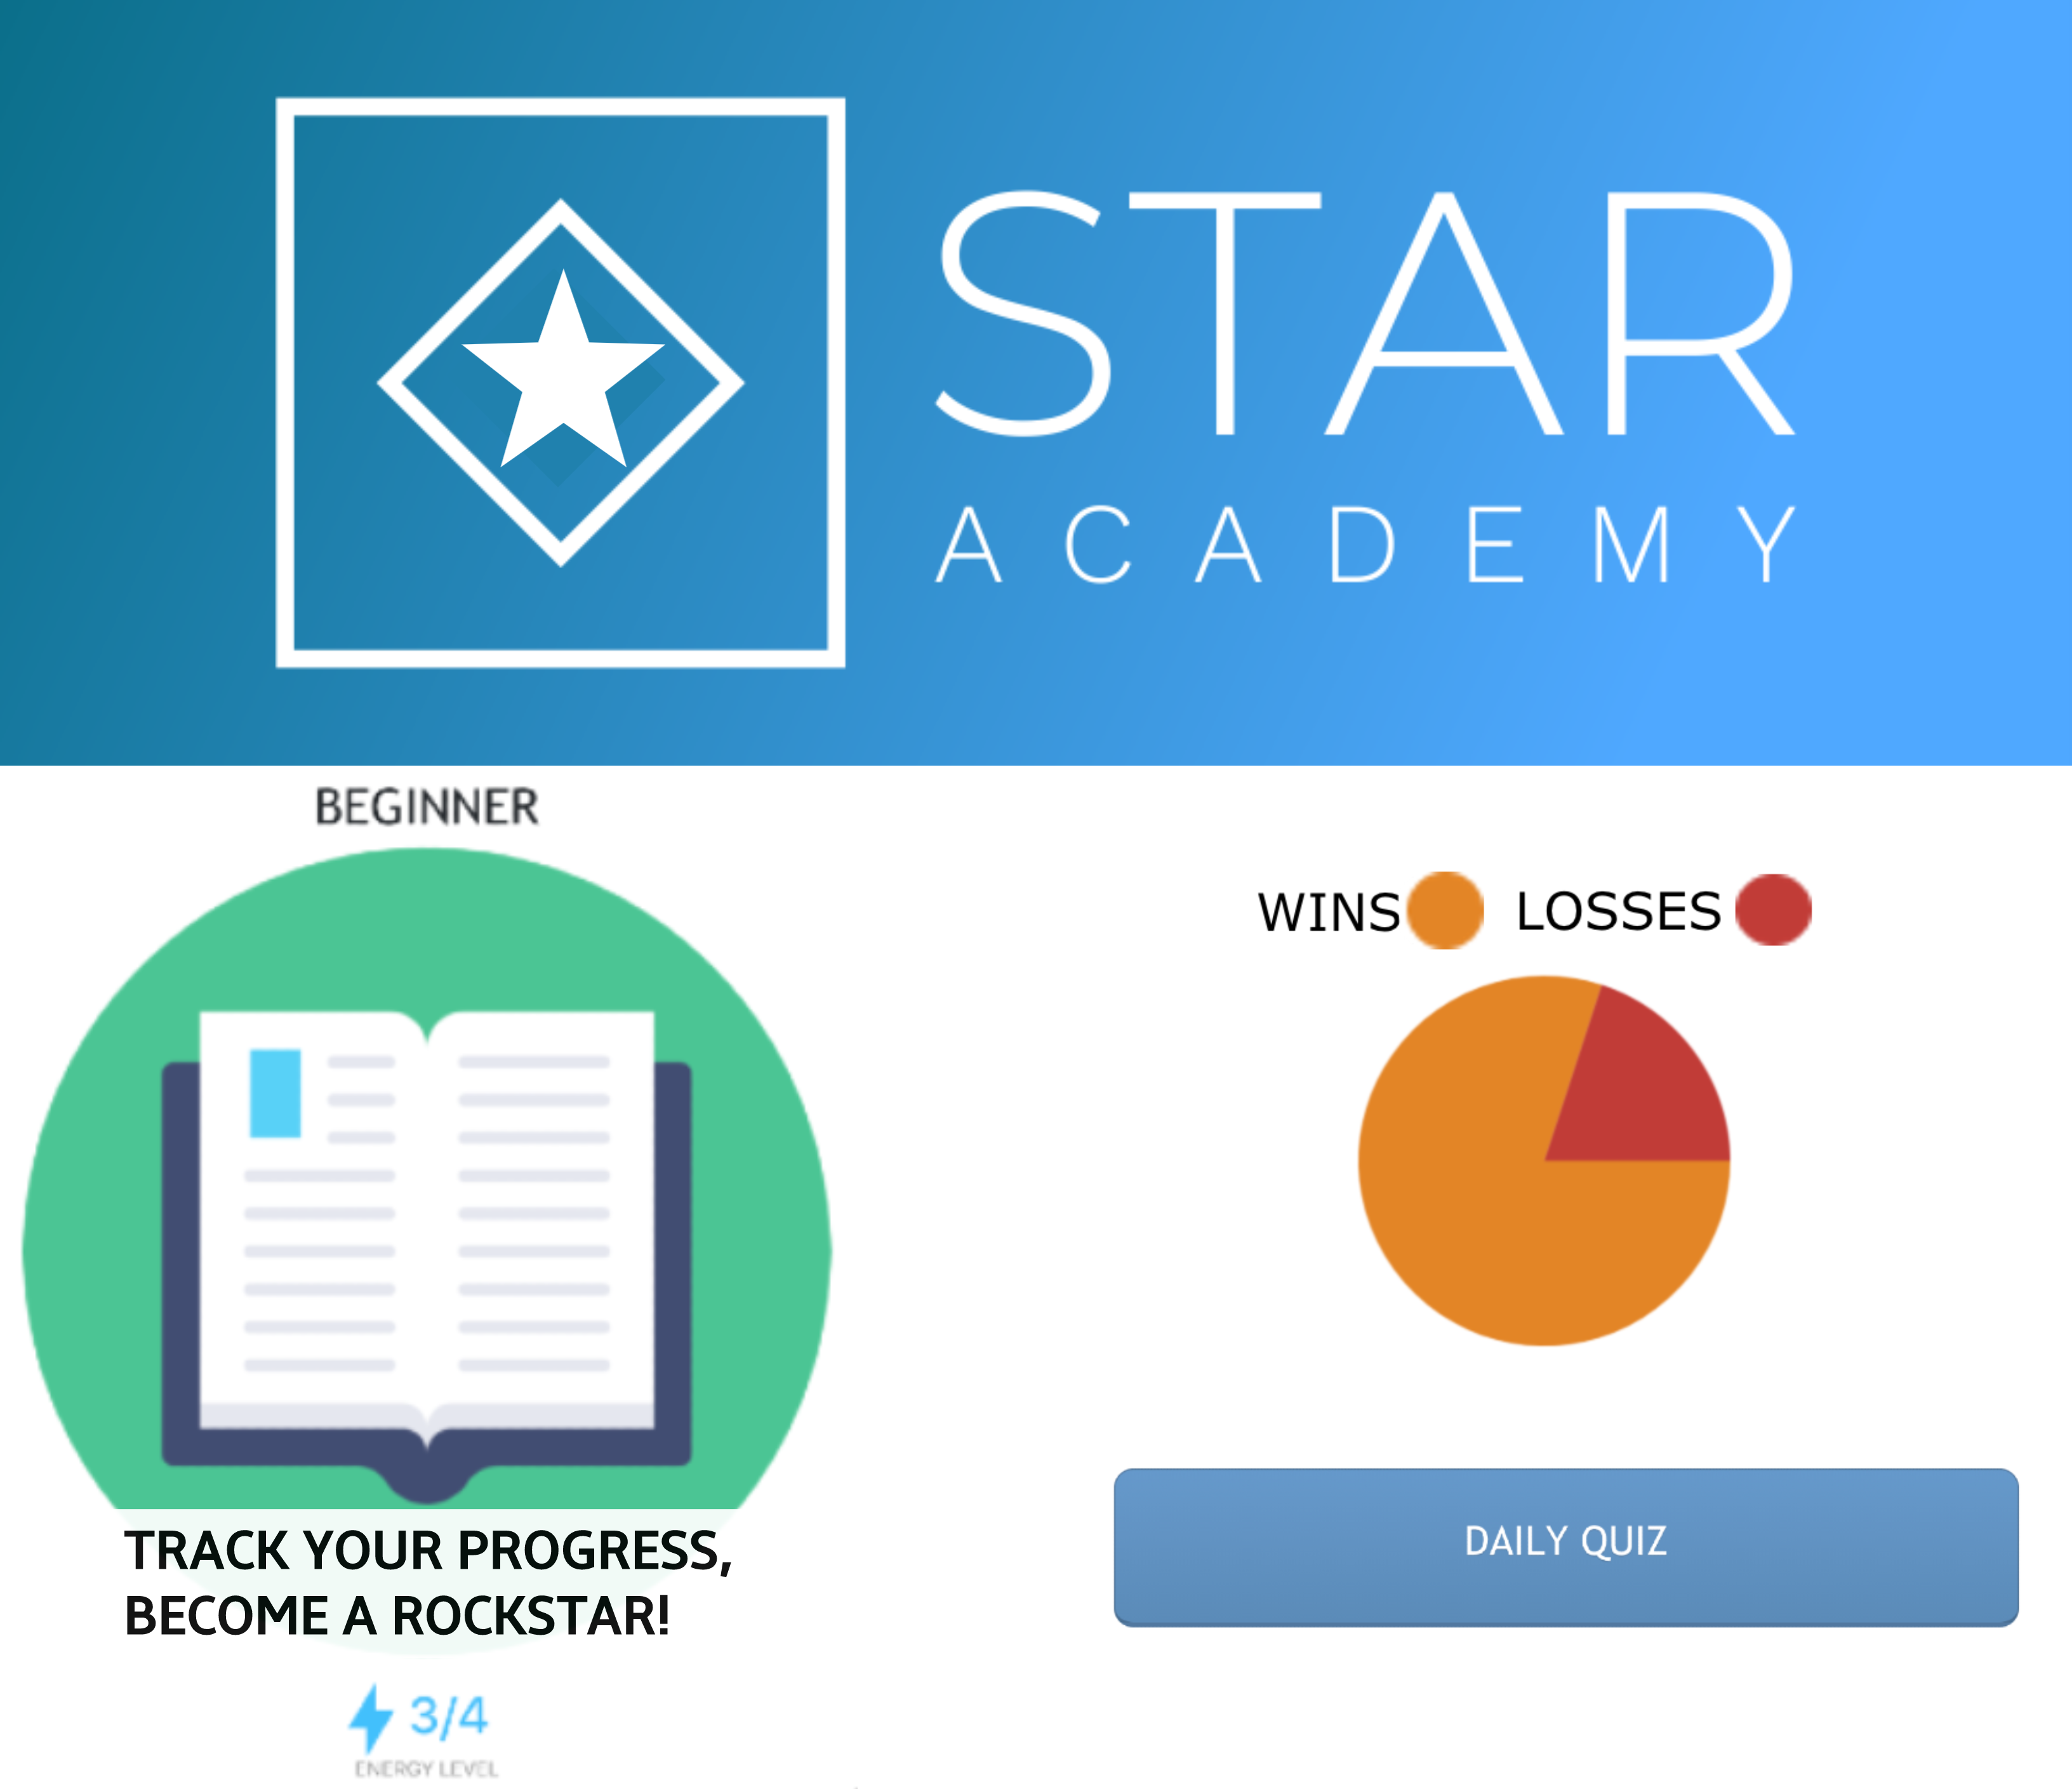 STAR
ACADEMY
BEGINNER
WINS LOSSES
TRACK YOUR PROGRESS,
BECOME A ROCKSTAR!
DAILY QUIZ
3/4
ENERGY LEVEL